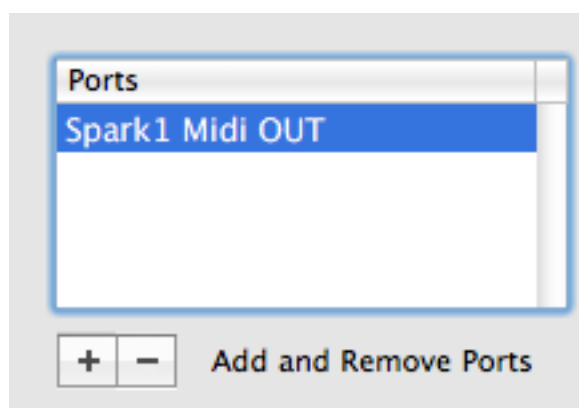 Ports
Spark1 Midi OUT
+ − Add and Remove Ports